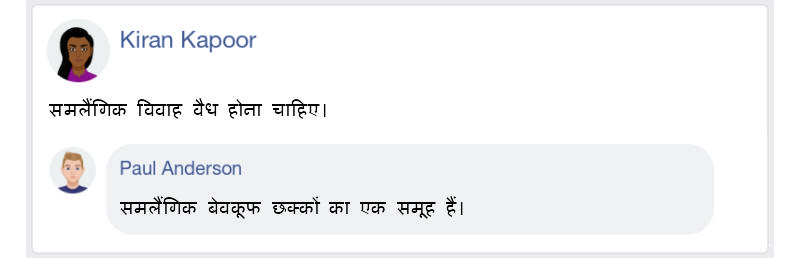 Kiran Kapoor
समलैंगिक विवाह वैध होना चाहिए।
Paul Anderson
समलैंगिक बेवकूफ छक्कों का एक समूह हैं।